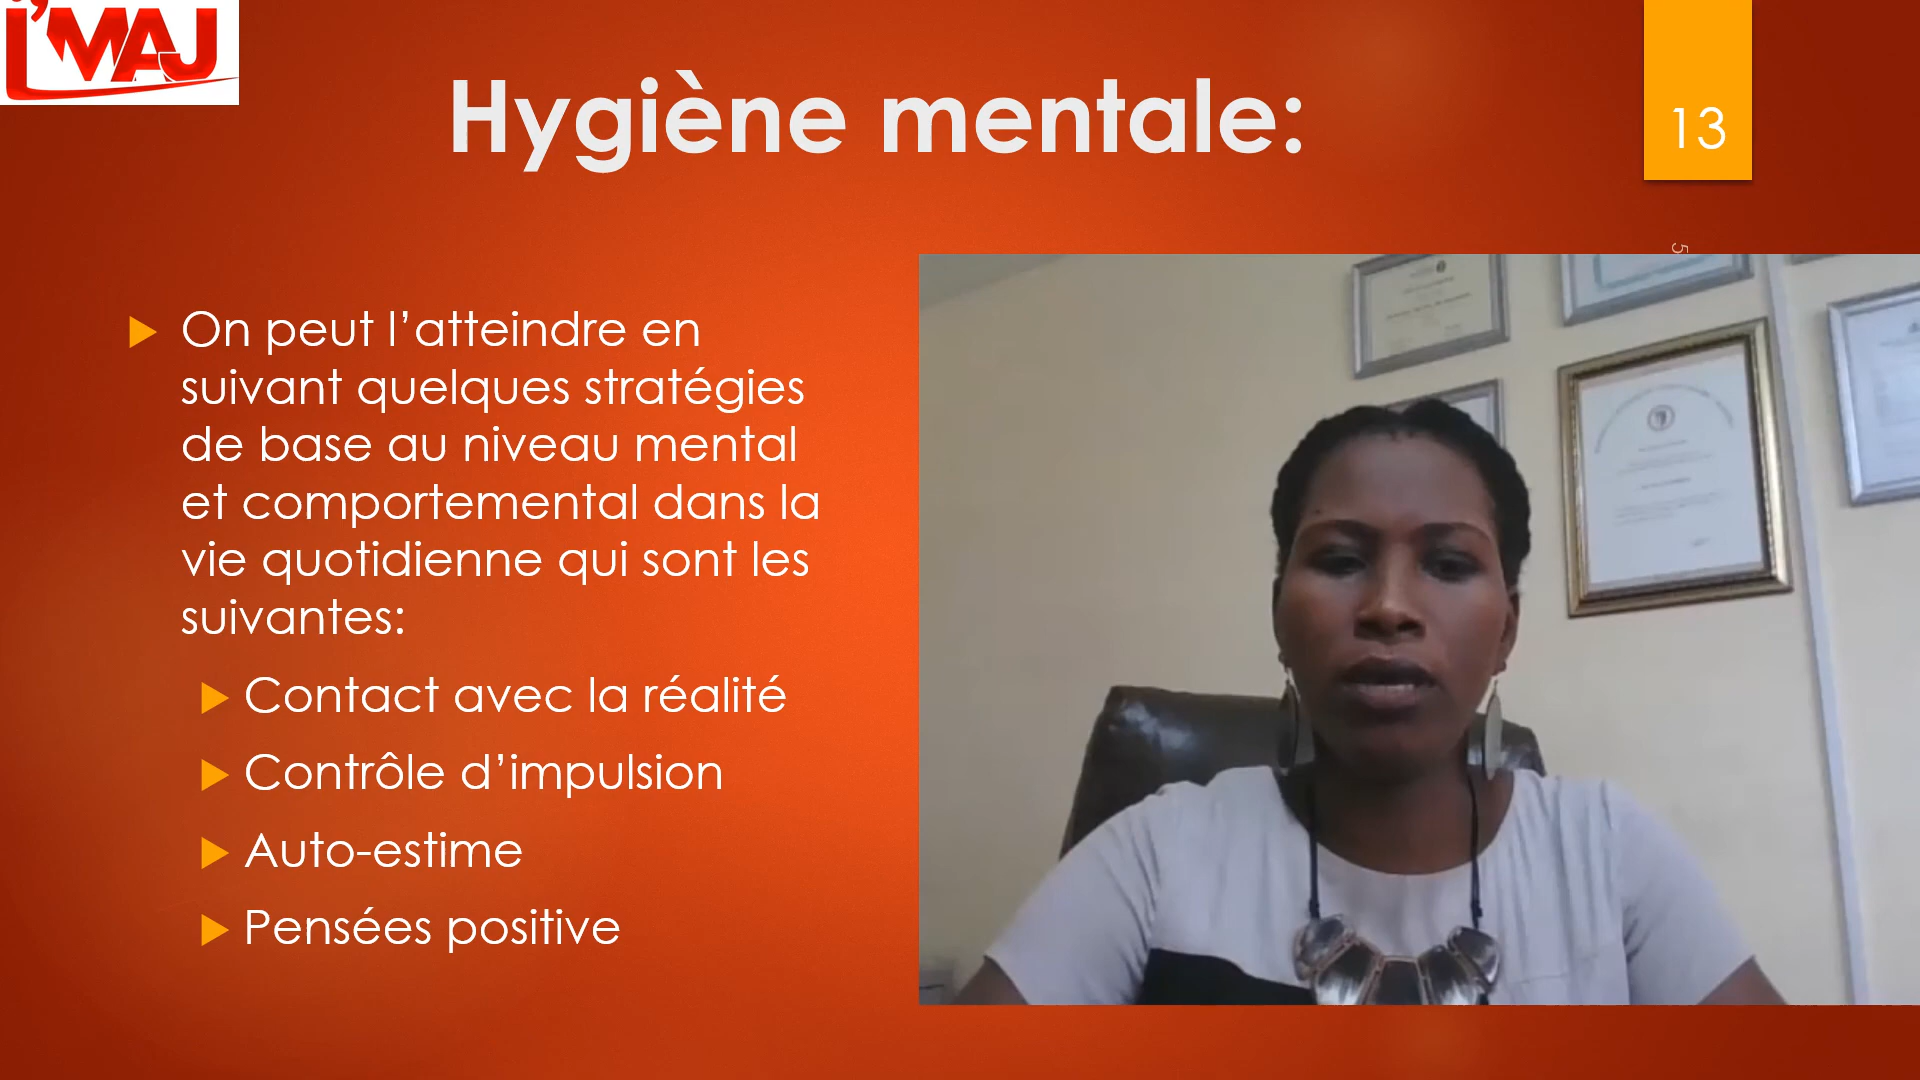 I'MAJ
Hygiène mentale:
13
5
On peut l’atteindre en
suivant quelques stratégies
de base au niveau mental
et comportemental dans la
vie quotidienne qui sont les
suivantes:
Contact avec la réalité
Contrôle d’impulsion
Auto-estime
Pensées positive